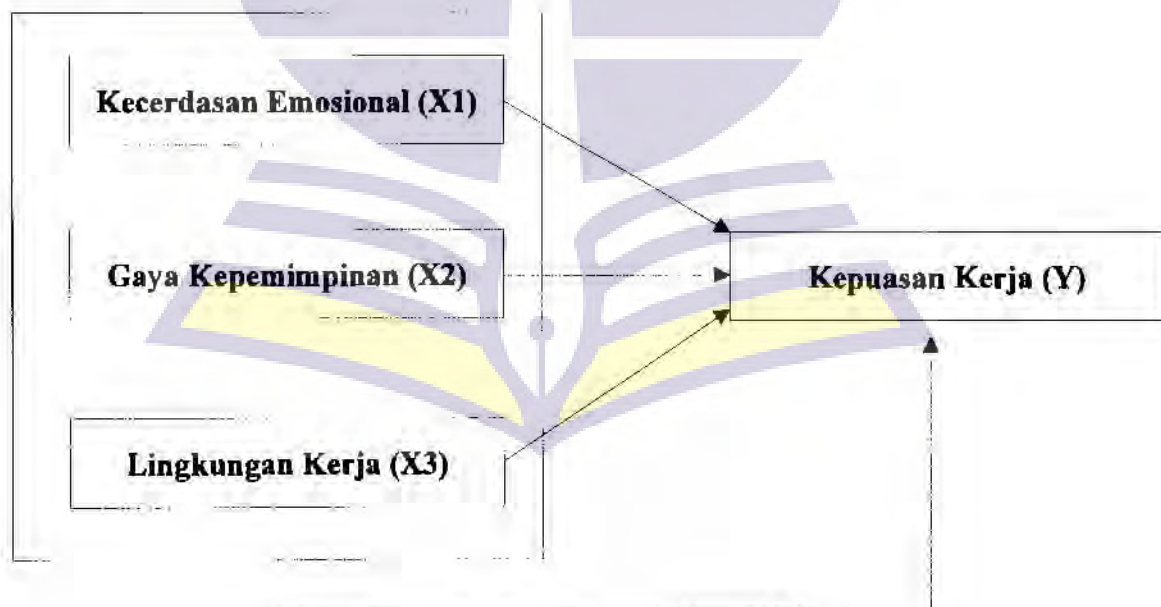 Kecerdasan Emosional (X1)
Gaya Kepemimpinan (X2)
Kepuasan Kerja (Y)
Lingkungan Kerja (X3)